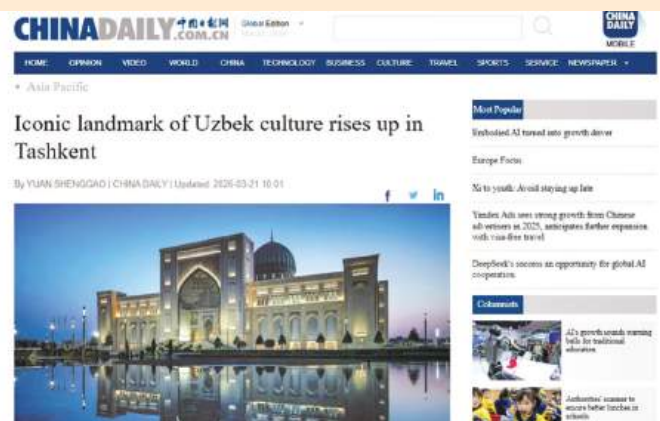 CHINADAILY 中国日报网
.COM.CN
Global Edition
CHINA
DAILY
MOBILE
HOME OPINION VIDEO WORLD CHINA TECHNOLOGY BUSINESS CULTURE TRAVEL SPORTS SERVICE NEWSPAPER
Asia Pacific
Iconic landmark of Uzbek culture rises up in
Tashkent
By YUAN SHENGGAO | CHINA DAILY | Updated: 2026-03-21 10:01
f in
Most Popular
Embodied AI turned into growth driver
Europe Focus
Xi to youth: Avoid staying up late
Yandex Ads sees strong growth from Chinese
advertisers in 2025, anticipates further expansion
with visa-free travel
DeepSeek's success an opportunity for global AI
cooperation
Columnists
AI's growth sounds warning
bells for traditional
education
Authorities' answer to
ensure better lunches in
schools